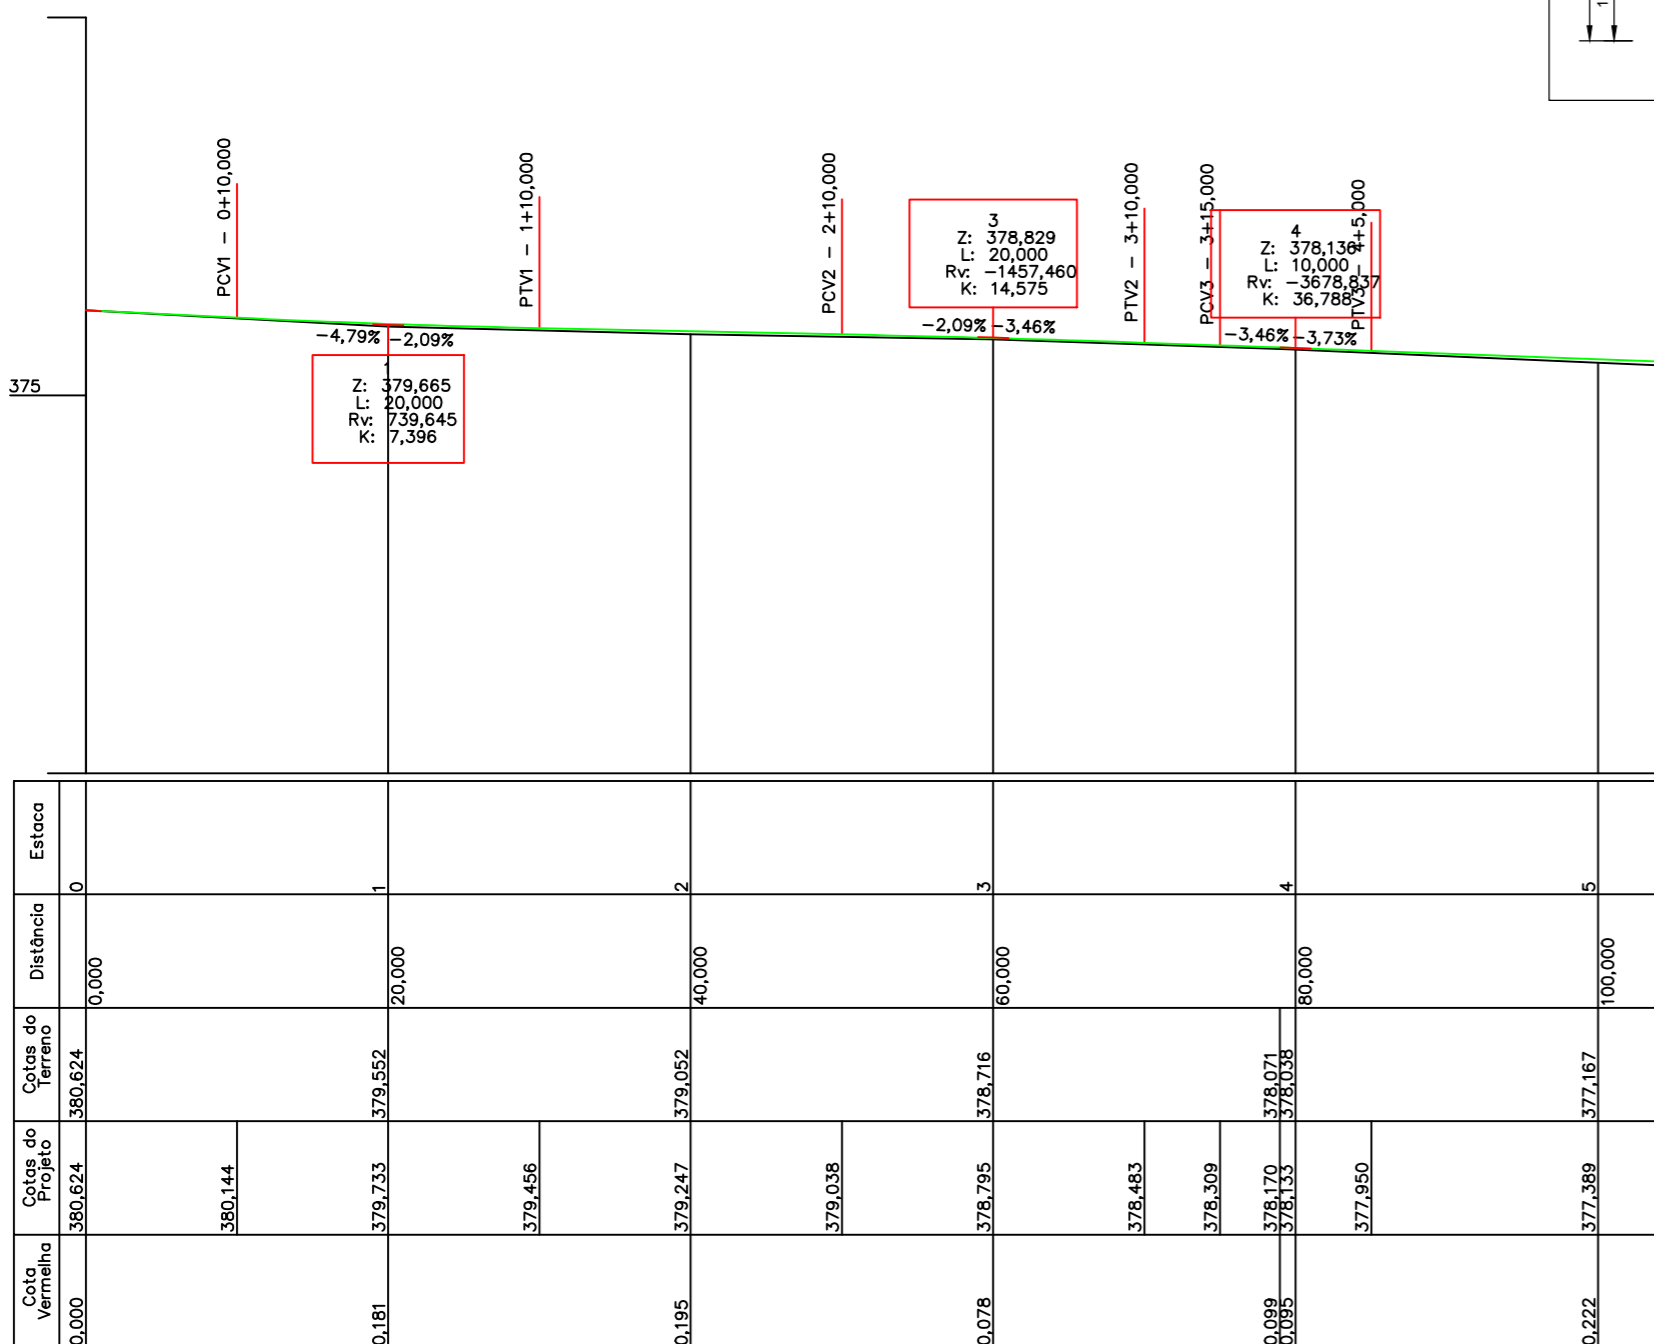 1
PCV1 - 0+10,000
PTV1 - 1+10,000
PCV2 - 2+10,000
3
Z: 378,829
L: 20,000
Rv: -1457,460
K: 14,575
PTV2 - 3+10,000
PCV3 - 3+15,000
4
Z: 378,136
L: 10,000
Rv: -3678,837
K: 36,788
PTV3 - 4+5,000
-4,79% -2,09%
-2,09% -3,46%
-3,46% -3,73%
1
Z: 379,665
L: 20,000
Rv: 739,645
K: 7,396
375
Estaca
0 1 2 3 4 5
Distância
0,000 20,000 40,000 60,000 80,000 100,000
Cotas do
Terreno
380,624 379,552 379,052 378,716 378,071 378,038 377,167
Cotas do
Projeto
380,624 380,144 379,733 379,456 379,247 379,038 378,795 378,483 378,309 378,170 378,133 377,950 377,389
Cota
Vermelha
0,000 0,181 0,195 0,078 0,099 0,095 0,222